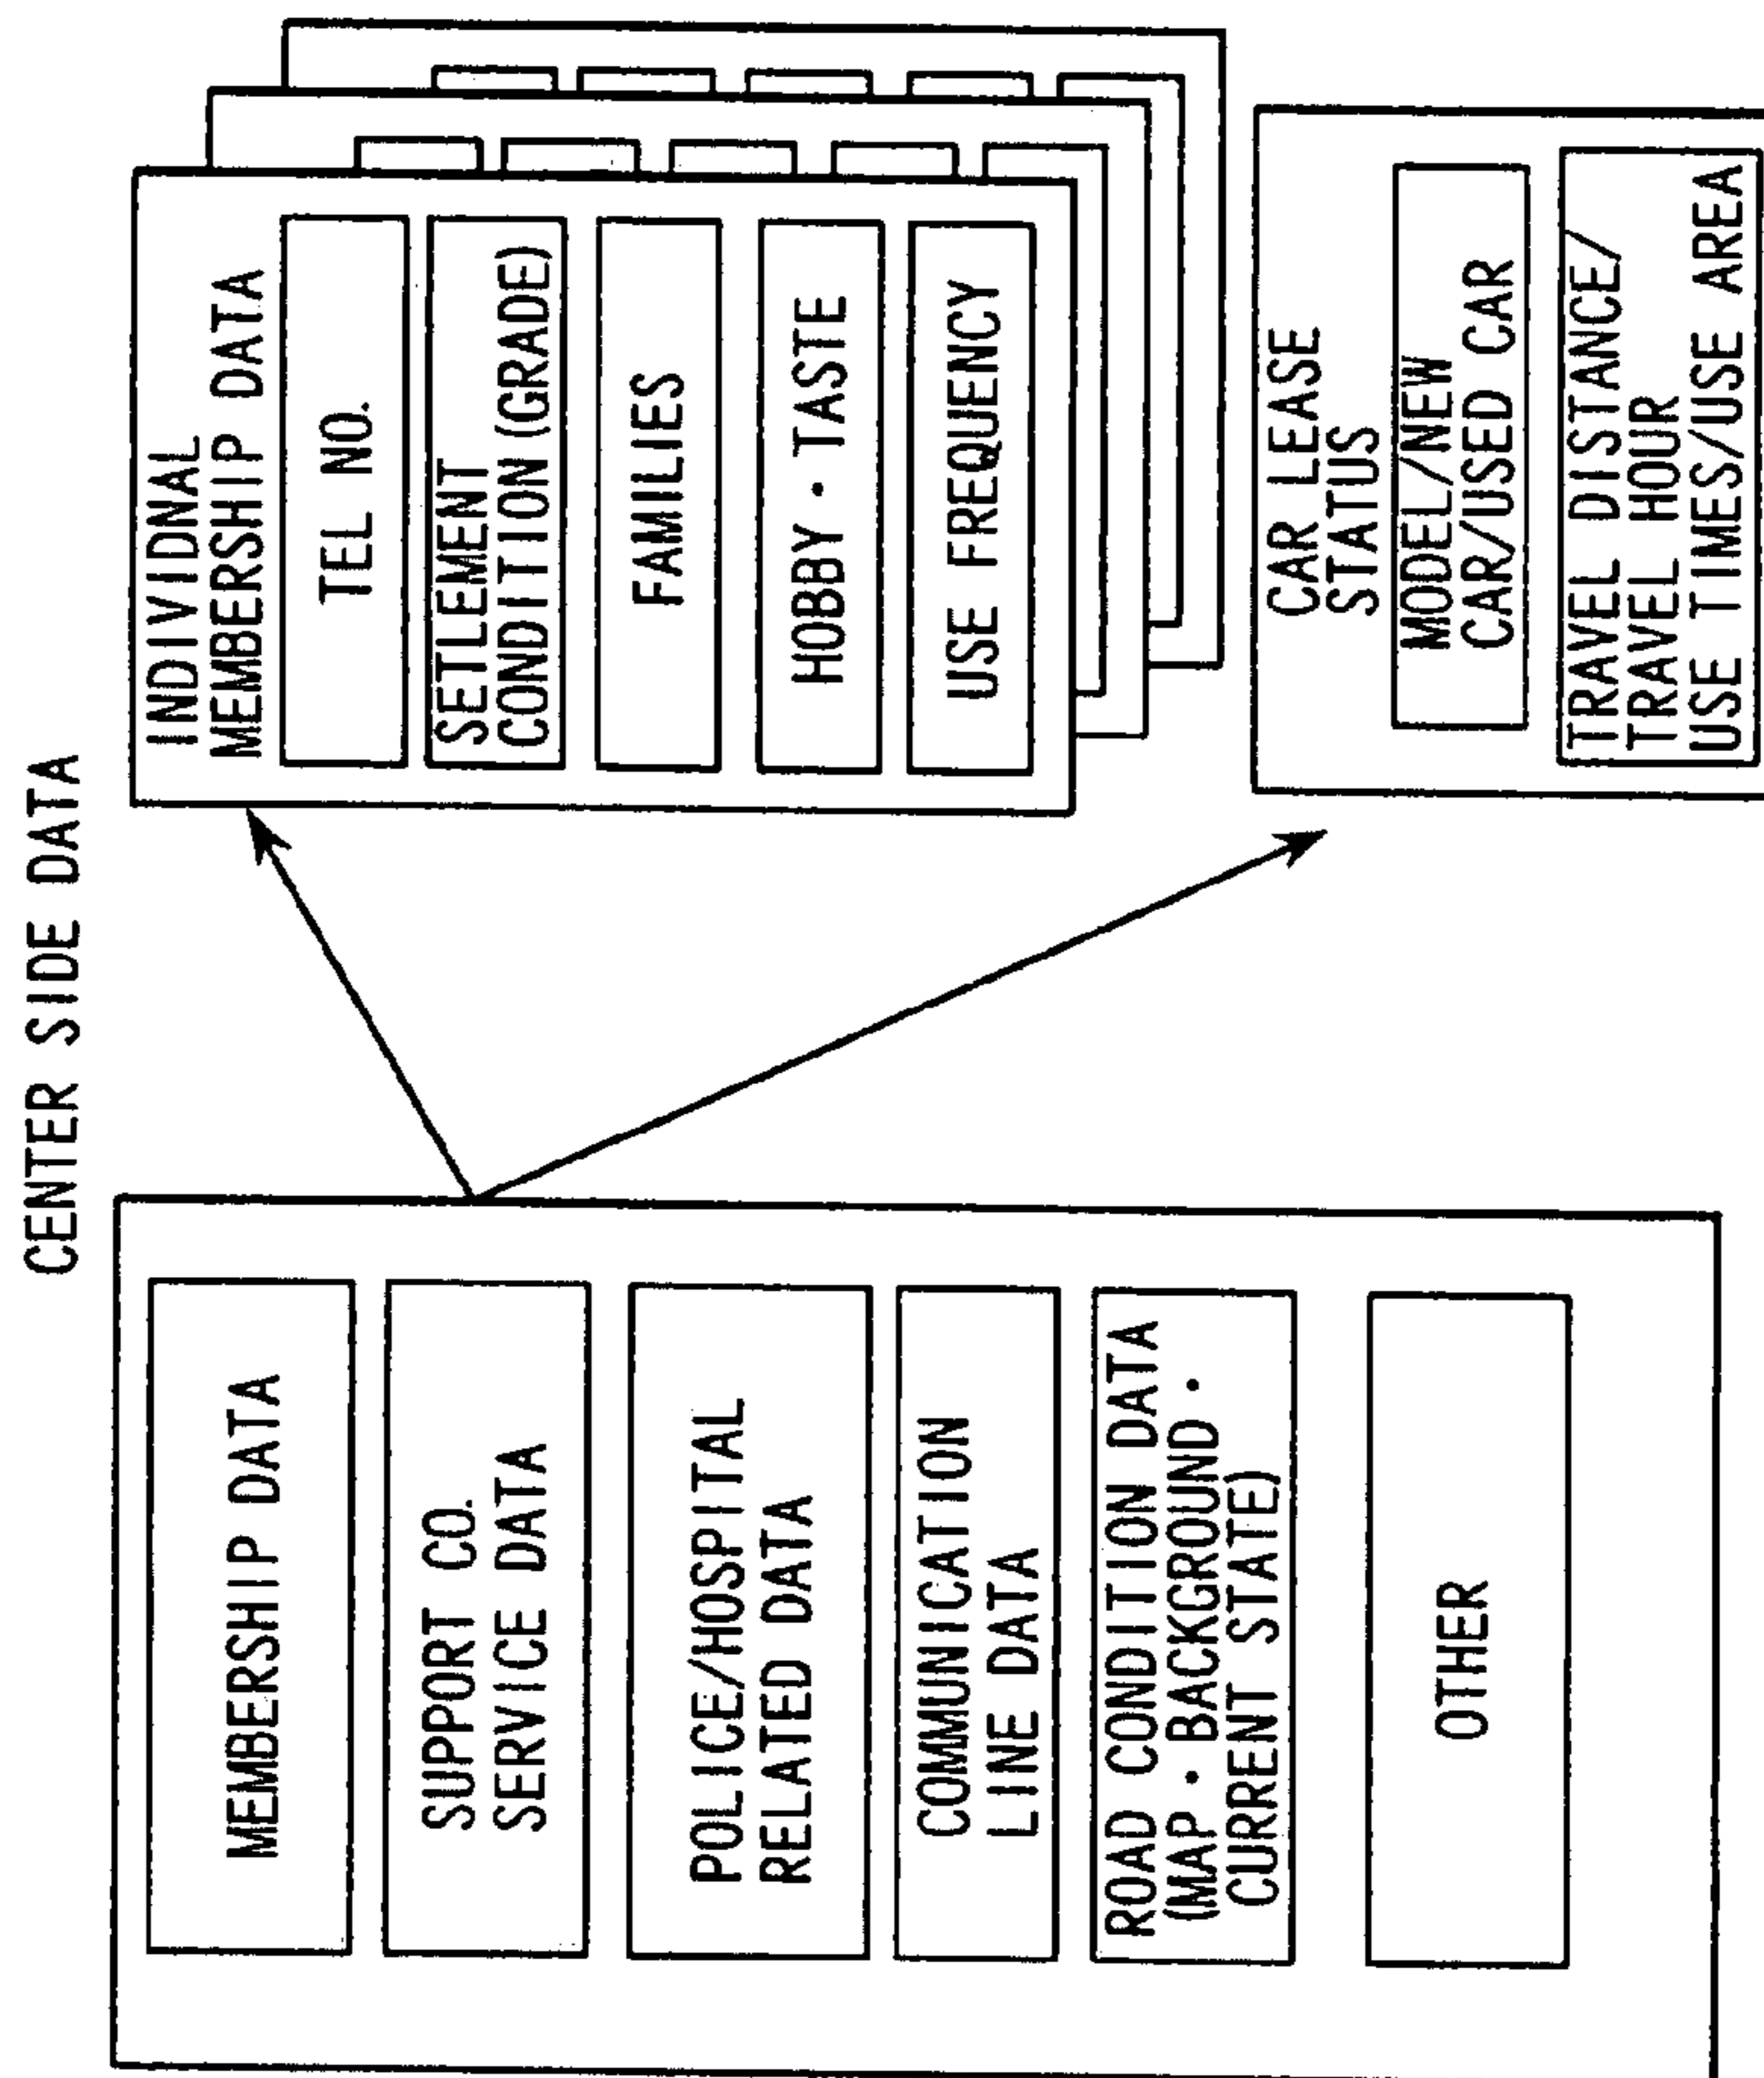 CENTER SIDE DATA
MEMBERSHIP DATA
SUPPORT CO.
SERVICE DATA
POLICE/HOSPITAL
RELATED DATA
COMMUNICATION
LINE DATA
ROAD CONDITION DATA
(MAP・BACKGROUND・
CURRENT STATE)
OTHER
INDIVIDNAL
MEMBERSHIP DATA
TEL NO.
SETTLEMENT
CONDITION (GRADE)
FAMILIES
HOBBY・TASTE
USE FREQUENCY
CAR LEASE
STATUS
MODEL/NEW
CAR/USED CAR
TRAVEL DISTANCE/
TRAVEL HOUR
USE TIMES/USE AREA